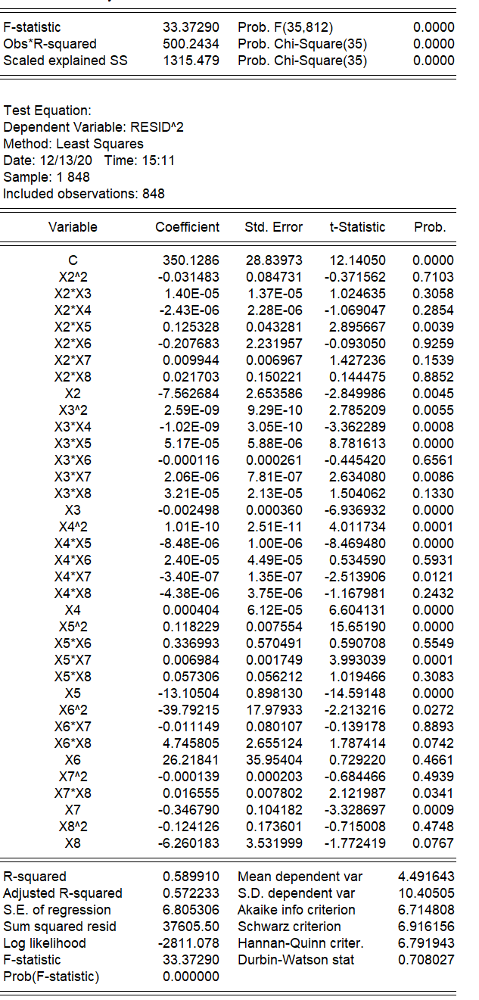 F-statistic 33.37290 Prob. F(35,812) 0.0000
Obs*R-squared 500.2434 Prob. Chi-Square(35) 0.0000
Scaled explained SS 1315.479 Prob. Chi-Square(35) 0.0000
Test Equation:
Dependent Variable: RESID^2
Method: Least Squares
Date: 12/13/20 Time: 15:11
Sample: 1 848
Included observations: 848
Variable Coefficient Std. Error t-Statistic Prob.
C 350.1286 28.83973 12.14050 0.0000
X2^2 -0.031483 0.084731 -0.371562 0.7103
X2*X3 1.40E-05 1.37E-05 1.024635 0.3058
X2*X4 -2.43E-06 2.28E-06 -1.069047 0.2854
X2*X5 0.125328 0.043281 2.895667 0.0039
X2*X6 -0.207683 2.231957 -0.093050 0.9259
X2*X7 0.009944 0.006967 1.427236 0.1539
X2*X8 0.021703 0.150221 0.144475 0.8852
X2 -7.562684 2.653586 -2.849986 0.0045
X3^2 2.59E-09 9.29E-10 2.785209 0.0055
X3*X4 -1.02E-09 3.05E-10 -3.362289 0.0008
X3*X5 5.17E-05 5.88E-06 8.781613 0.0000
X3*X6 -0.000116 0.000261 -0.445420 0.6561
X3*X7 2.06E-06 7.81E-07 2.634080 0.0086
X3*X8 3.21E-05 2.13E-05 1.504062 0.1330
X3 -0.002498 0.000360 -6.936932 0.0000
X4^2 1.01E-10 2.51E-11 4.011734 0.0001
X4*X5 -8.48E-06 1.00E-06 -8.469480 0.0000
X4*X6 2.40E-05 4.49E-05 0.534590 0.5931
X4*X7 -3.40E-07 1.35E-07 -2.513906 0.0121
X4*X8 -4.38E-06 3.75E-06 -1.167981 0.2432
X4 0.000404 6.12E-05 6.604131 0.0000
X5^2 0.118229 0.007554 15.65190 0.0000
X5*X6 0.336993 0.570491 0.590708 0.5549
X5*X7 0.006984 0.001749 3.993039 0.0001
X5*X8 0.057306 0.056212 1.019466 0.3083
X5 -13.10504 0.898130 -14.59148 0.0000
X6^2 -39.79215 17.97933 -2.213216 0.0272
X6*X7 -0.011149 0.080107 -0.139178 0.8893
X6*X8 4.745805 2.655124 1.787414 0.0742
X6 26.21841 35.95404 0.729220 0.4661
X7^2 -0.000139 0.000203 -0.684466 0.4939
X7*X8 0.016555 0.007802 2.121987 0.0341
X7 -0.346790 0.104182 -3.328697 0.0009
X8^2 -0.124126 0.173601 -0.715008 0.4748
X8 -6.260183 3.531999 -1.772419 0.0767
R-squared 0.589910 Mean dependent var 4.491643
Adjusted R-squared 0.572233 S.D. dependent var 10.40505
S.E. of regression 6.805306 Akaike info criterion 6.714808
Sum squared resid 37605.50 Schwarz criterion 6.916156
Log likelihood -2811.078 Hannan-Quinn criter. 6.791943
F-statistic 33.37290 Durbin-Watson stat 0.708027
Prob(F-statistic) 0.000000